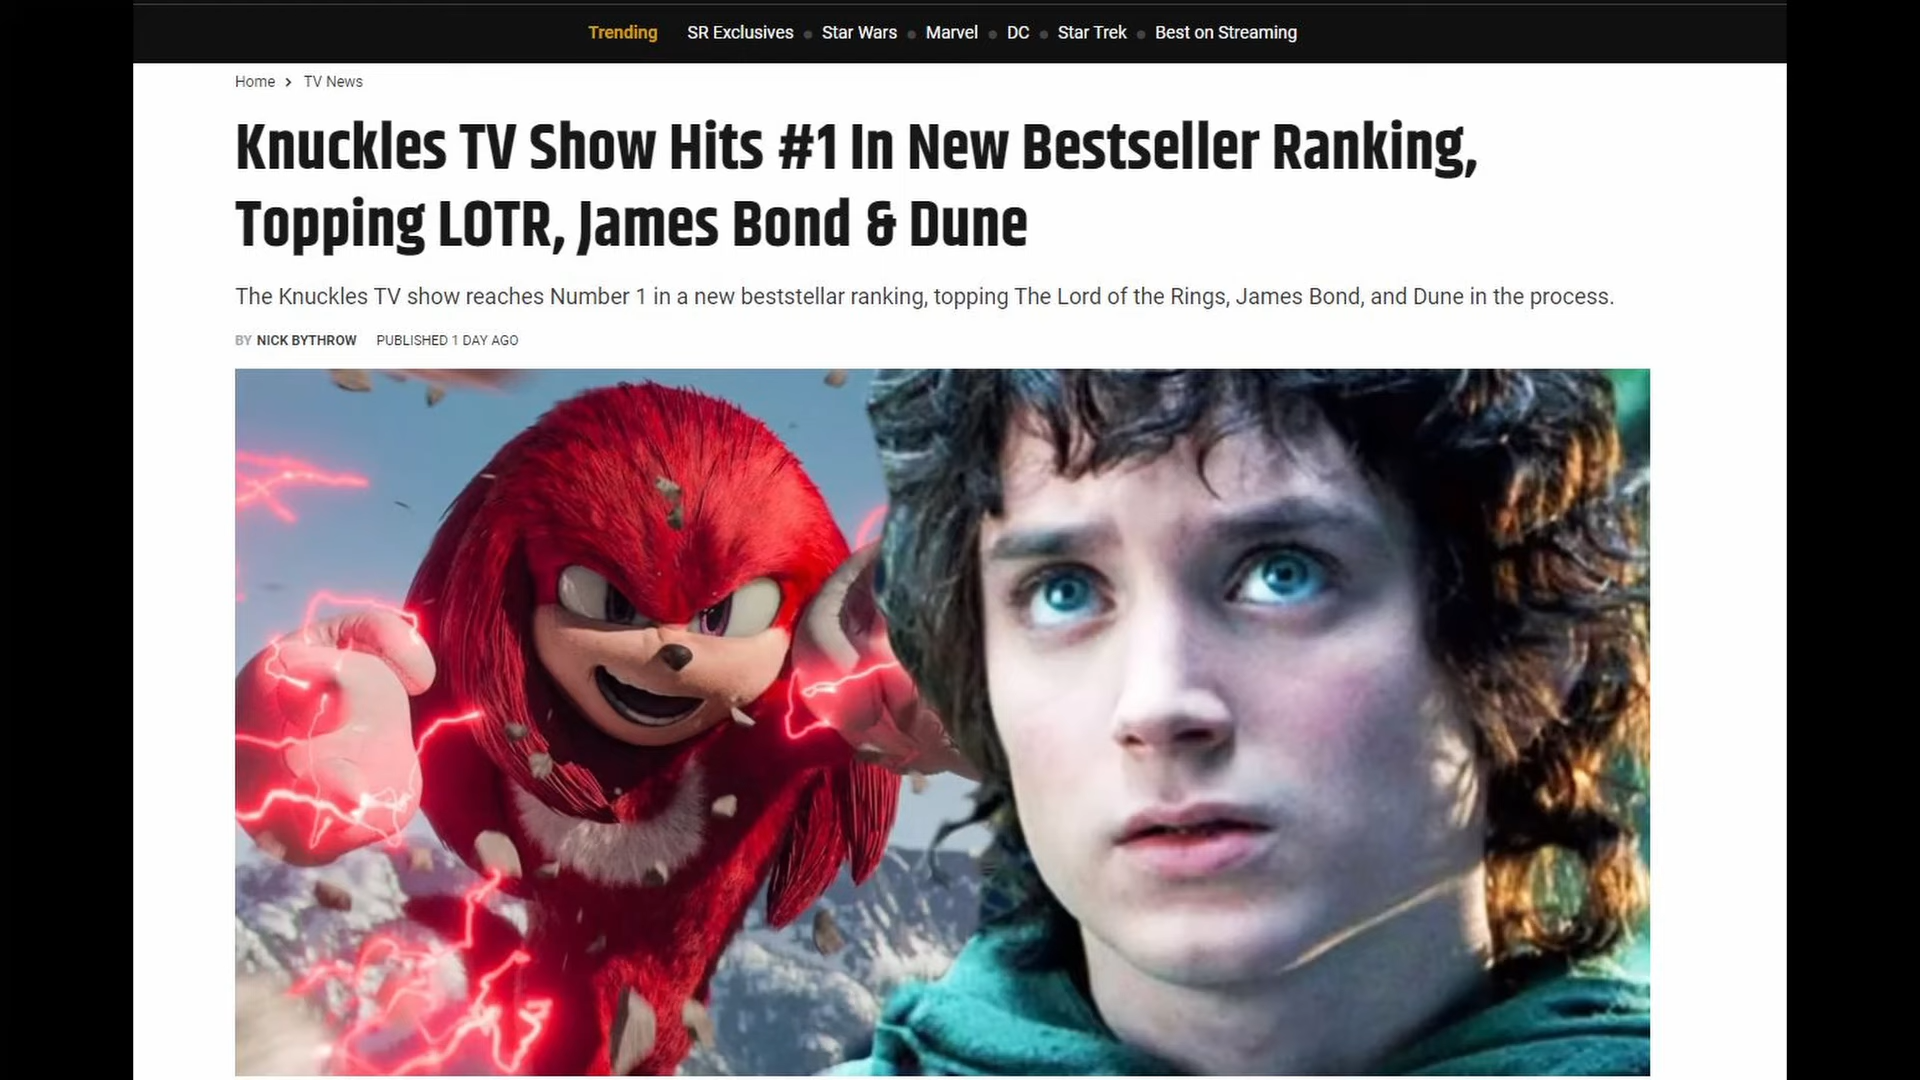 Trending SR Exclusives Star Wars Marvel DC Star Trek Best on Streaming
Home > TV News
Knuckles TV Show Hits #1 In New Bestseller Ranking,
Topping LOTR, James Bond & Dune
The Knuckles TV show reaches Number 1 in a new beststellar ranking, topping The Lord of the Rings, James Bond, and Dune in the process.
BY NICK BYTHROW PUBLISHED 1 DAY AGO